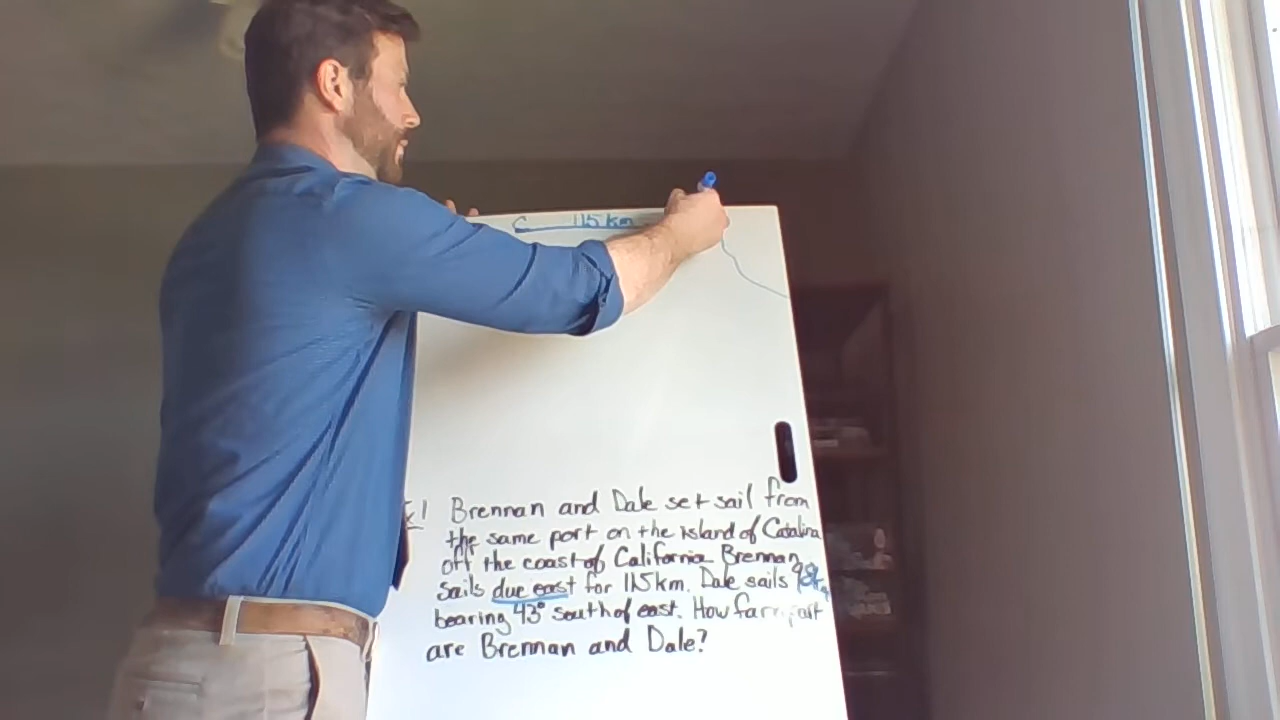 C 115 km
Ex 1 Brennan and Dale set sail from
the same port on the island of Catalina
off the coast of California Brennan
sails due east for 115 km. Dale sails 98km
bearing 43° south of east. How far apart
are Brennan and Dale?